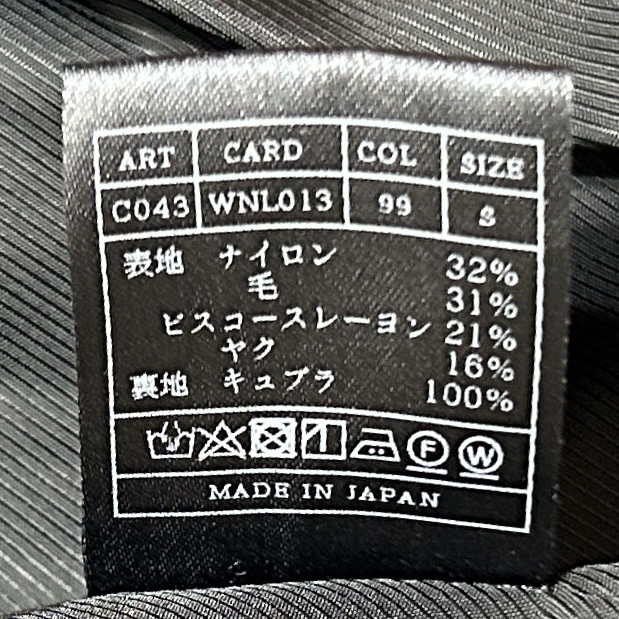 ART CARD COL SIZE
C043 WNL013 99 S
表地 ナイロン 32%
毛 31%
ビスコースレーヨン 21%
ヤク 16%
裏地 キュプラ 100%
F W
MADE IN JAPAN